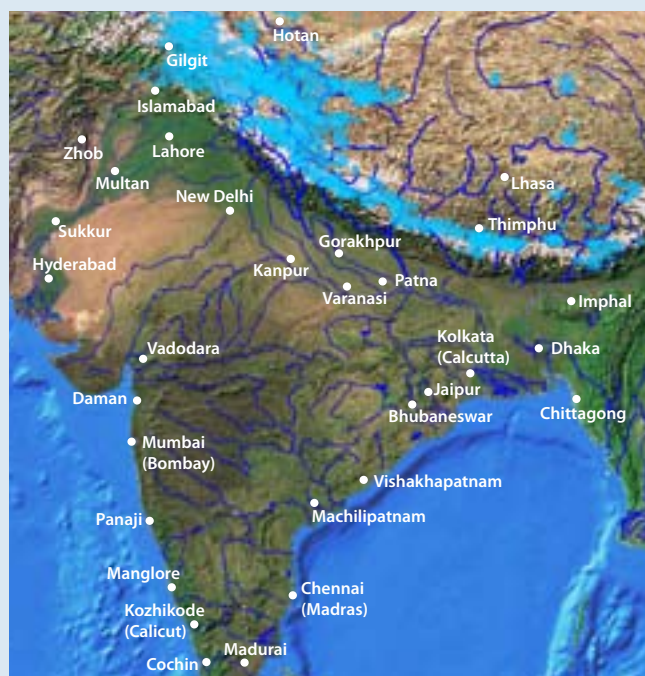 Hotan
Gilgit
Islamabad
Zhob
Lahore
Multan
Lhasa
New Delhi
Sukkur
Thimphu
Gorakhpur
Hyderabad
Kanpur
Patna
Varanasi
Imphal
Kolkata
(Calcutta)
Dhaka
Vadodara
Jaipur
Daman
Bhubaneswar
Chittagong
Mumbai
(Bombay)
Vishakhapatnam
Machilipatnam
Panaji
Manglore
Chennai
(Madras)
Kozhikode
(Calicut)
Madurai
Cochin